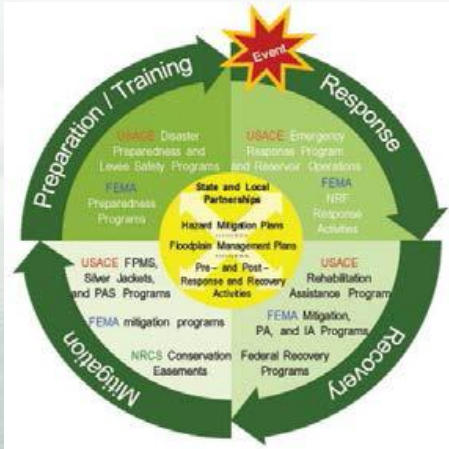 Event
Preparation / Training
Response
USACE Disaster
Preparedness and
Levee Safety Programs
FEMA
Preparedness
Programs
USACE Emergency
Response Program
and Reservoir Operations
FEMA
NRF
Response
Activities
State and Local
Partnerships
Hazard Mitigation Plans
Floodplain Management Plans
Pre- and Post-
Response and Recovery
Activities
USACE FPMS,
Silver Jackets,
and PAS Programs
FEMA mitigation programs
NRCS Conservation
Easements
USACE
Rehabilitation
Assistance Program
FEMA Mitigation,
PA, and IA Programs
Federal Recovery
Programs
Mitigation
Recovery